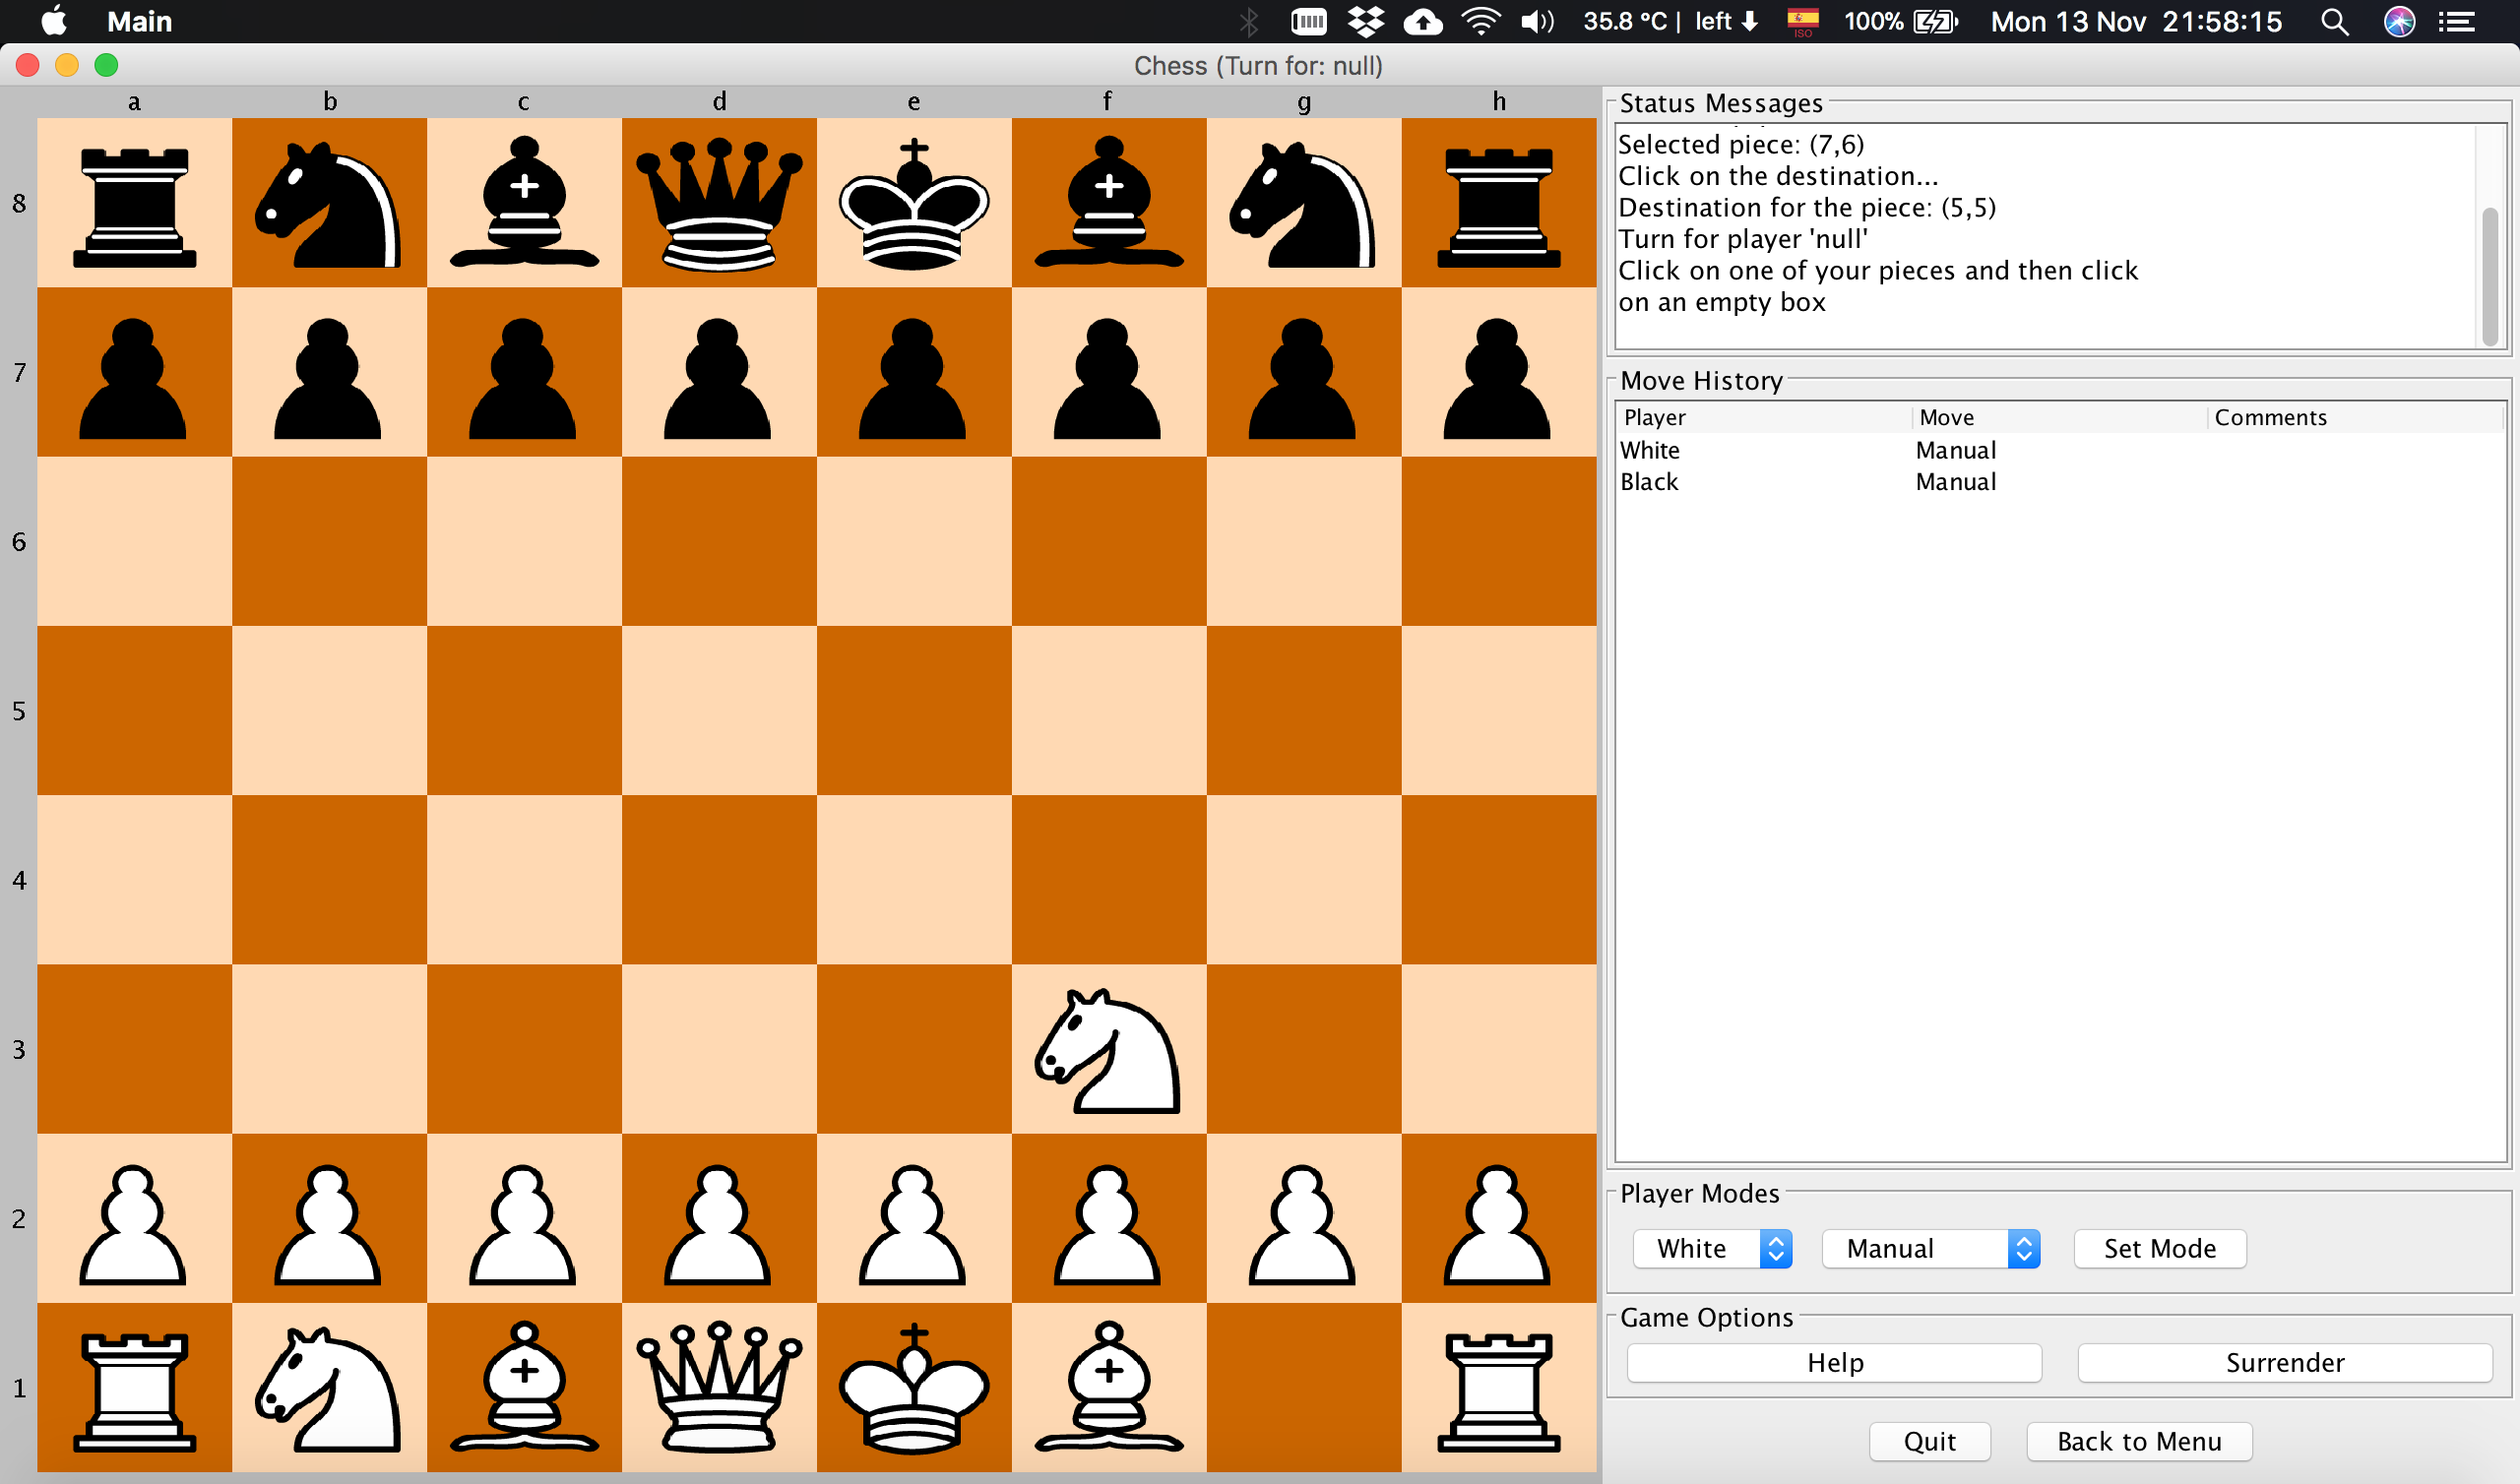 Main
35.8 °C | left ⬇ ISO 100% Mon 13 Nov 21:58:15
Chess (Turn for: null)
a b c d e f g h
8
7
6
5
4
3
2
1
Status Messages
Selected piece: (7,6)
Click on the destination...
Destination for the piece: (5,5)
Turn for player 'null'
Click on one of your pieces and then click
on an empty box
Move History
Player Move Comments
White Manual
Black Manual
Player Modes
White Manual Set Mode
Game Options
Help Surrender
Quit Back to Menu